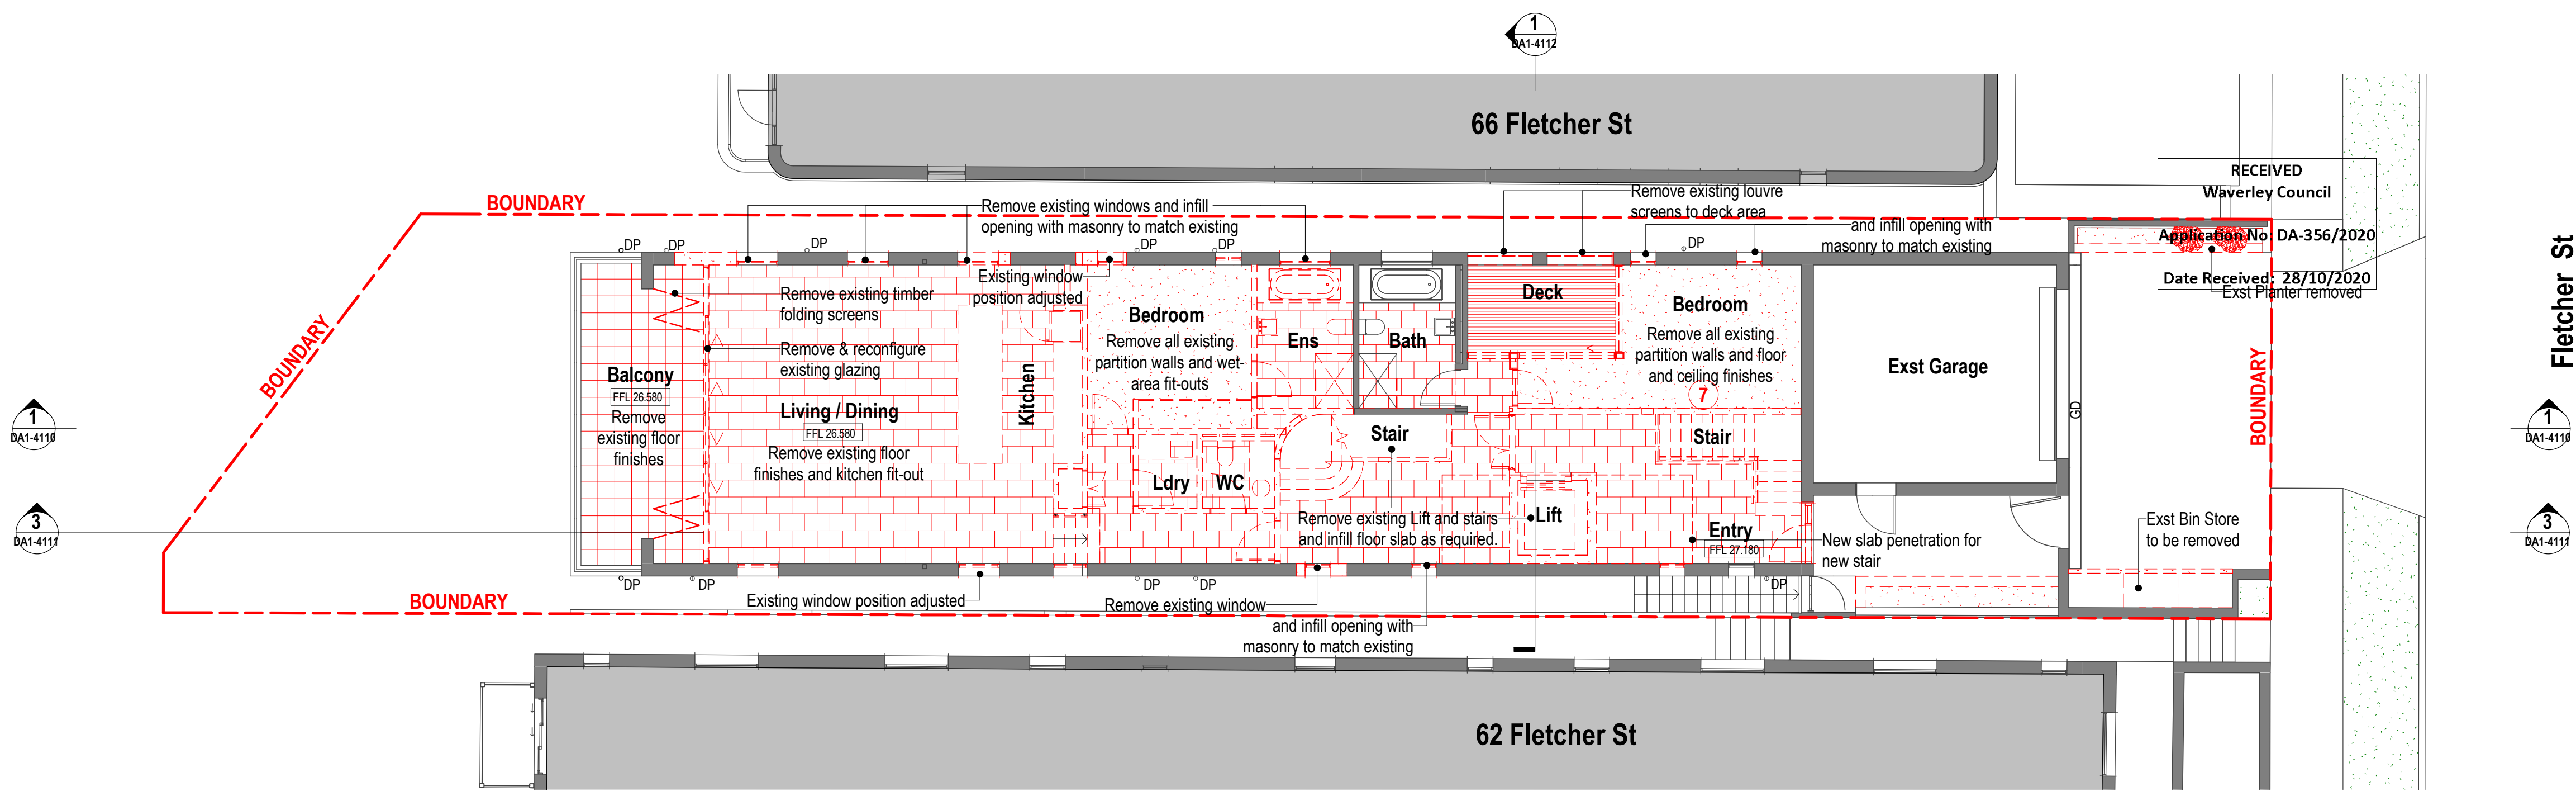 1
DA1-4112
66 Fletcher St
RECEIVED
Waverley Council
Application No: DA-356/2020
Date Received: 28/10/2020
Exst Planter removed
Fletcher St
BOUNDARY
Remove existing windows and infill
opening with masonry to match existing
Remove existing louvre
screens to deck area
and infill opening with
masonry to match existing
DP
DP
DP
DP
DP
DP
Existing window
position adjusted
Remove existing timber
folding screens
Remove & reconfigure
existing glazing
BOUNDARY
Balcony
FFL 26.580
Remove
existing floor
finishes
Living / Dining
FFL 26.580
Remove existing floor
finishes and kitchen fit-out
Kitchen
Bedroom
Remove all existing
partition walls and wet-
area fit-outs
Ens
Bath
Deck
Bedroom
Remove all existing
partition walls and floor
and ceiling finishes
7
Exst Garage
GD
BOUNDARY
Stair
Stair
Ldry
WC
Lift
Remove existing Lift and stairs
and infill floor slab as required.
Entry
FFL 27.180
New slab penetration for
new stair
Exst Bin Store
to be removed
1
DA1-4110
3
DA1-4111
1
DA1-4110
3
DA1-4111
DP
DP
DP
DP
DP
BOUNDARY
Existing window position adjusted
Remove existing window
and infill opening with
masonry to match existing
62 Fletcher St